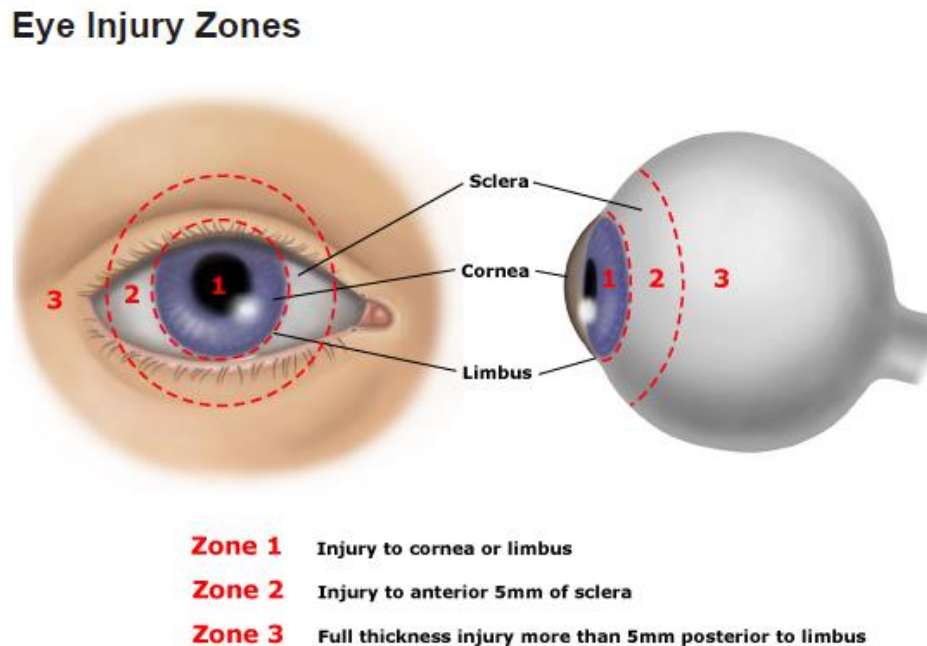 Eye Injury Zones
Sclera
Cornea
Limbus
1
2
3
1
2
3
Zone 1 Injury to cornea or limbus
Zone 2 Injury to anterior 5mm of sclera
Zone 3 Full thickness injury more than 5mm posterior to limbus